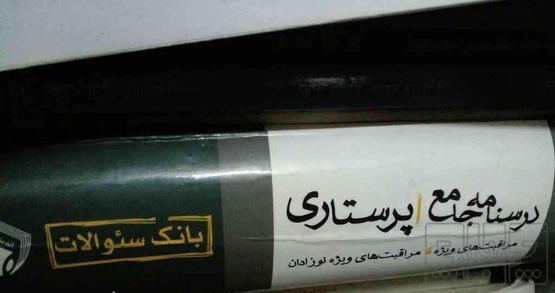 درسنامه جامع | پرستاری
مراقبت‌های ویژه، مراقبت‌های ویژه نوزادان
بانک سئوالات